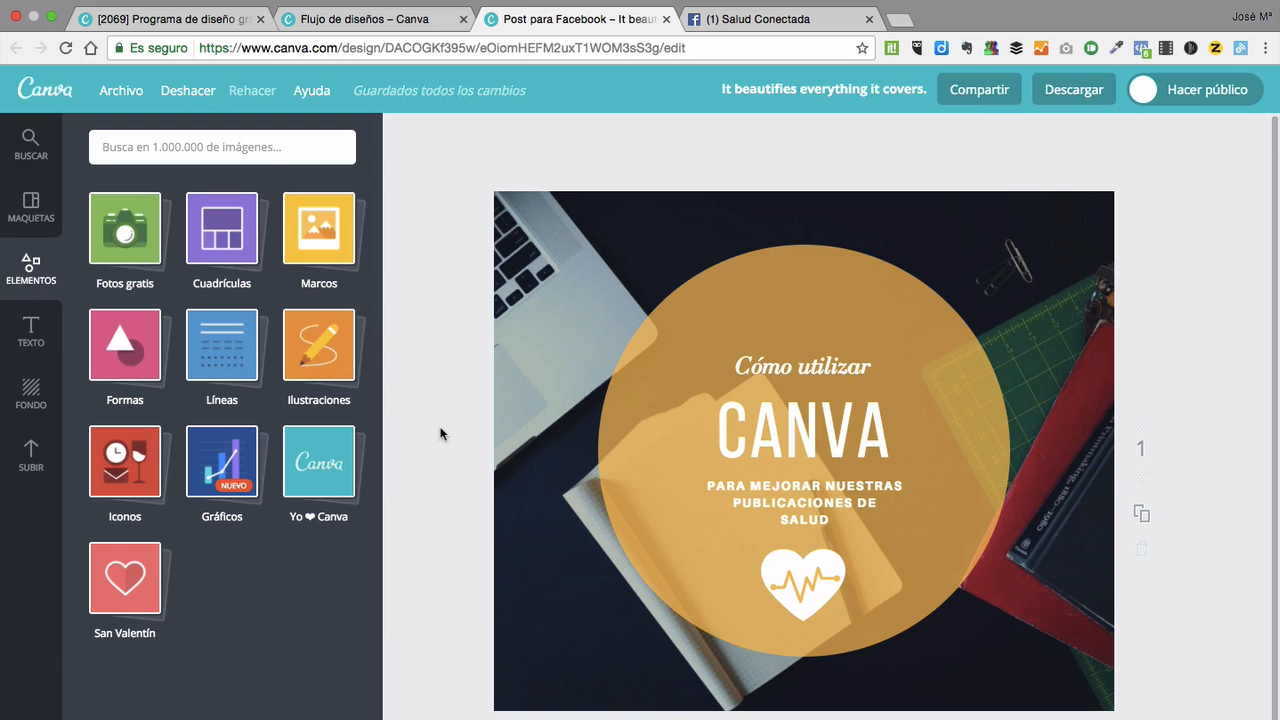 [2069] Programa de diseño gra
Flujo de diseños – Canva
Post para Facebook – It beaut
(1) Salud Conectada
José Mª
Es seguro
https://www.canva.com/design/DACOGKf395w/eOiomHEFM2uxT1WOM3sS3g/edit
Canva
Archivo
Deshacer
Rehacer
Ayuda
Guardados todos los cambios
It beautifies everything it covers.
Compartir
Descargar
Hacer público
BUSCAR
MAQUETAS
ELEMENTOS
TEXTO
FONDO
SUBIR
Busca en 1.000.000 de imágenes...
Fotos gratis
Cuadrículas
Marcos
Formas
Líneas
Ilustraciones
NUEVO
Canva
Iconos
Gráficos
Yo ❤ Canva
San Valentín
Cómo utilizar
CANVA
PARA MEJORAR NUESTRAS
PUBLICACIONES DE
SALUD
1